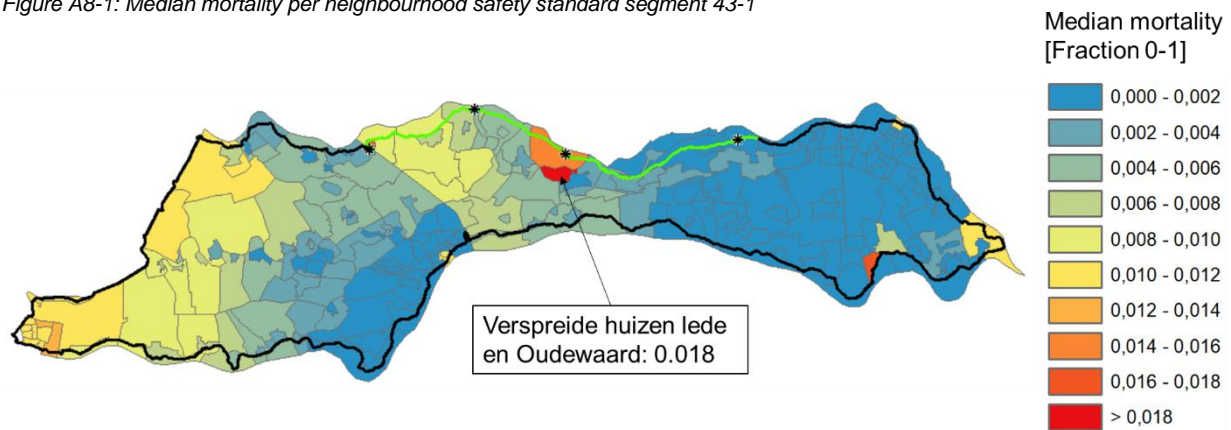 Figure A8-1: Median mortality per neighbourhood safety standard segment 43-1
Median mortality
[Fraction 0-1]
0,000 - 0,002
0,002 - 0,004
0,004 - 0,006
0,006 - 0,008
0,008 - 0,010
0,010 - 0,012
0,012 - 0,014
0,014 - 0,016
0,016 - 0,018
> 0,018
Verspreide huizen lede
en Oudewaard: 0.018